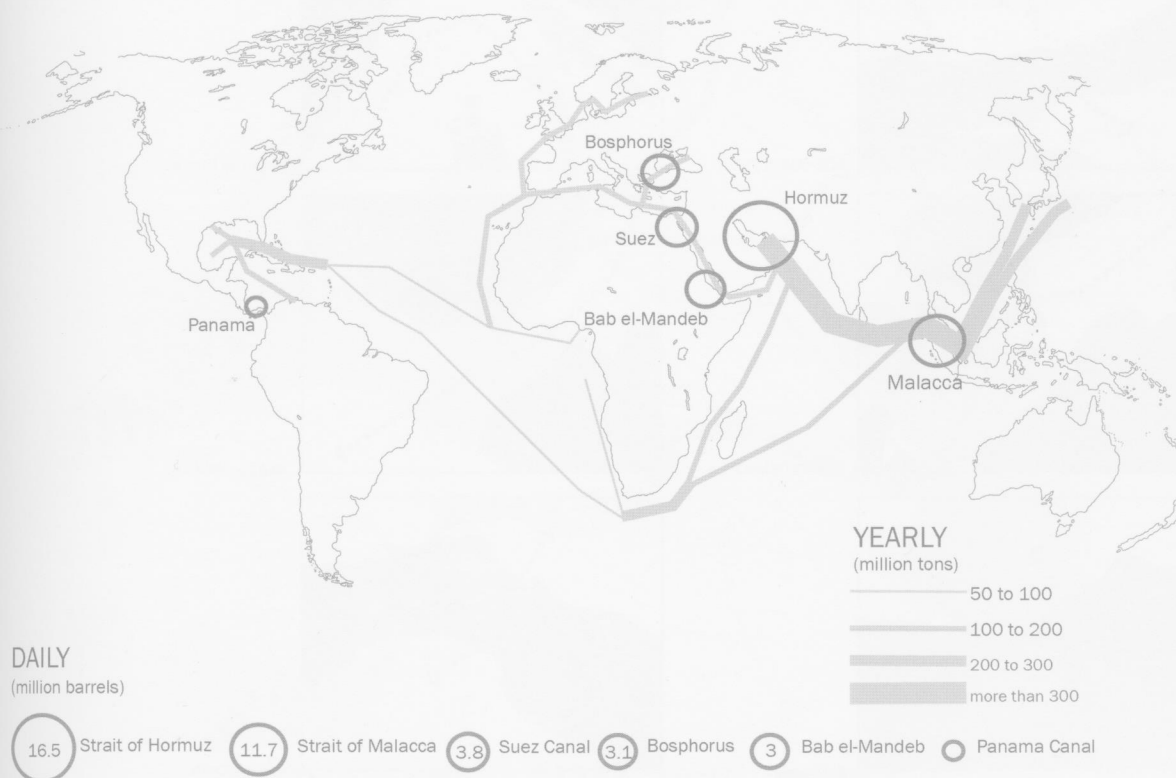 Bosphorus
Hormuz
Suez
Bab el-Mandeb
Panama
Malacca
YEARLY
(million tons)
50 to 100
100 to 200
200 to 300
more than 300
DAILY
(million barrels)
16.5 Strait of Hormuz 11.7 Strait of Malacca 3.8 Suez Canal 3.1 Bosphorus 3 Bab el-Mandeb Panama Canal